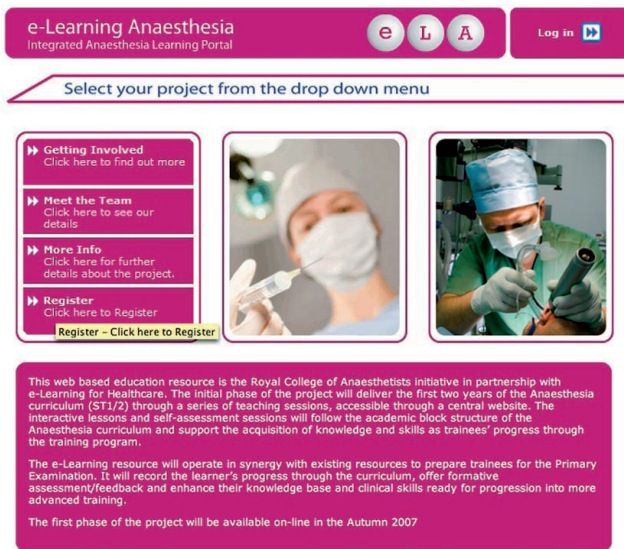 e-Learning Anaesthesia
Integrated Anaesthesia Learning Portal
e L A
Log in
Select your project from the drop down menu
Getting Involved
Click here to find out more
Meet the Team
Click here to see our
details
More Info
Click here for further
details about the project.
Register
Click here to Register
Register – Click here to Register
This web based education resource is the Royal College of Anaesthetists initiative in partnership with
e-Learning for Healthcare. The initial phase of the project will deliver the first two years of the Anaesthesia
curriculum (ST1/2) through a series of teaching sessions, accessible through a central website. The
interactive lessons and self-assessment sessions will follow the academic block structure of the
Anaesthesia curriculum and support the acquisition of knowledge and skills as trainees' progress through
the training program.
The e-Learning resource will operate in synergy with existing resources to prepare trainees for the Primary
Examination. It will record the learner's progress through the curriculum, offer formative
assessment/feedback and enhance their knowledge base and clinical skills ready for progression into more
advanced training.
The first phase of the project will be available on-line in the Autumn 2007